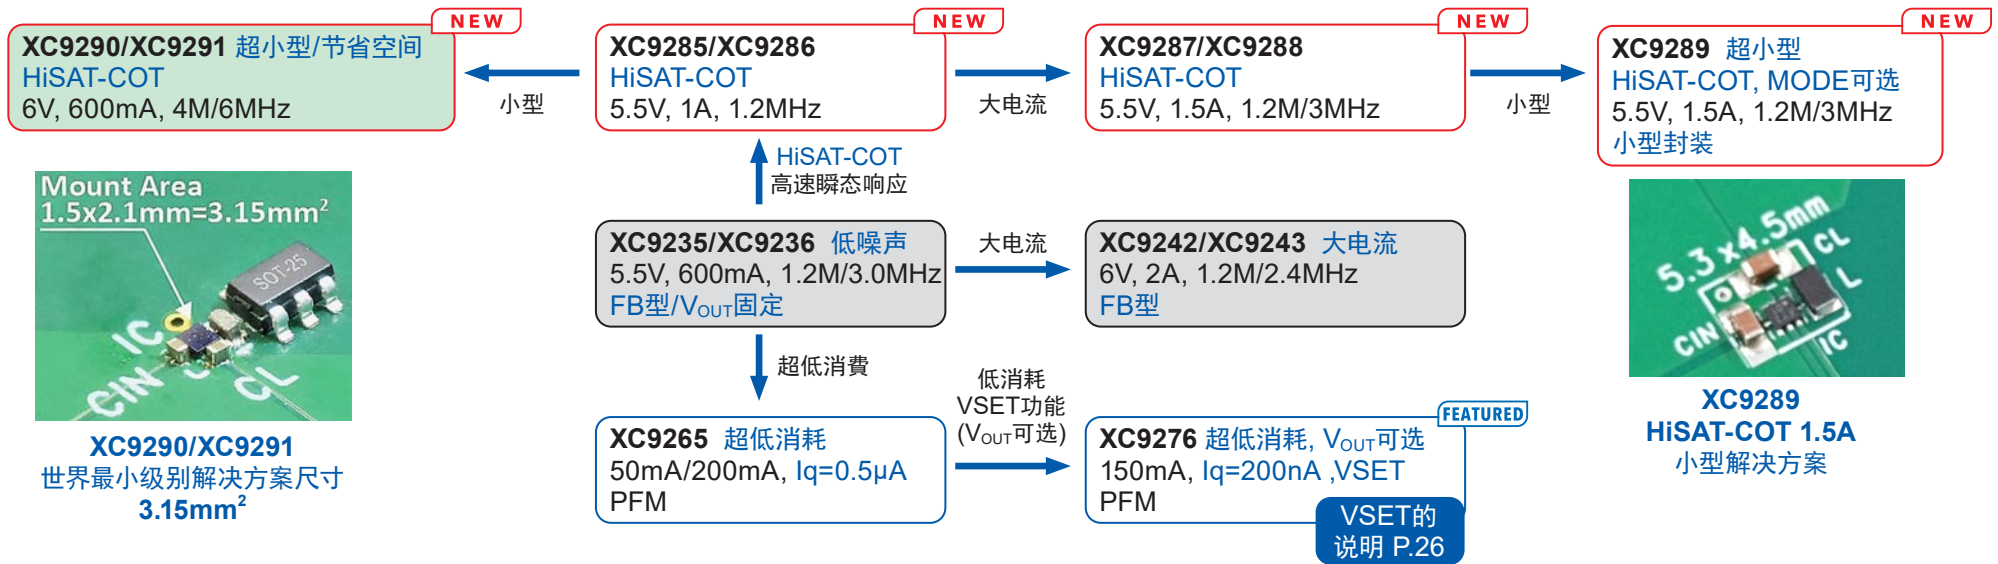 NEW
XC9290/XC9291 超小型/节省空间
HiSAT-COT
6V, 600mA, 4M/6MHz
小型
NEW
XC9285/XC9286
HiSAT-COT
5.5V, 1A, 1.2MHz
大电流
NEW
XC9287/XC9288
HiSAT-COT
5.5V, 1.5A, 1.2M/3MHz
小型
NEW
XC9289 超小型
HiSAT-COT, MODE可选
5.5V, 1.5A, 1.2M/3MHz
小型封装
HiSAT-COT
高速瞬态响应
Mount Area
1.5x2.1mm=3.15mm²
SOT-25
IC
CIN
L
CL
XC9290/XC9291
世界最小级别解决方案尺寸
3.15mm²
XC9235/XC9236 低噪声
5.5V, 600mA, 1.2M/3.0MHz
FB型/VOUT固定
大电流
XC9242/XC9243 大电流
6V, 2A, 1.2M/2.4MHz
FB型
5.3x4.5mm
CL
L
CIN
IC
XC9289
HiSAT-COT 1.5A
小型解决方案
超低消費
XC9265 超低消耗
50mA/200mA, Iq=0.5μA
PFM
低消耗
VSET功能
(VOUT可选)
FEATURED
XC9276 超低消耗, VOUT可选
150mA, Iq=200nA ,VSET
PFM
VSET的
说明 P.26